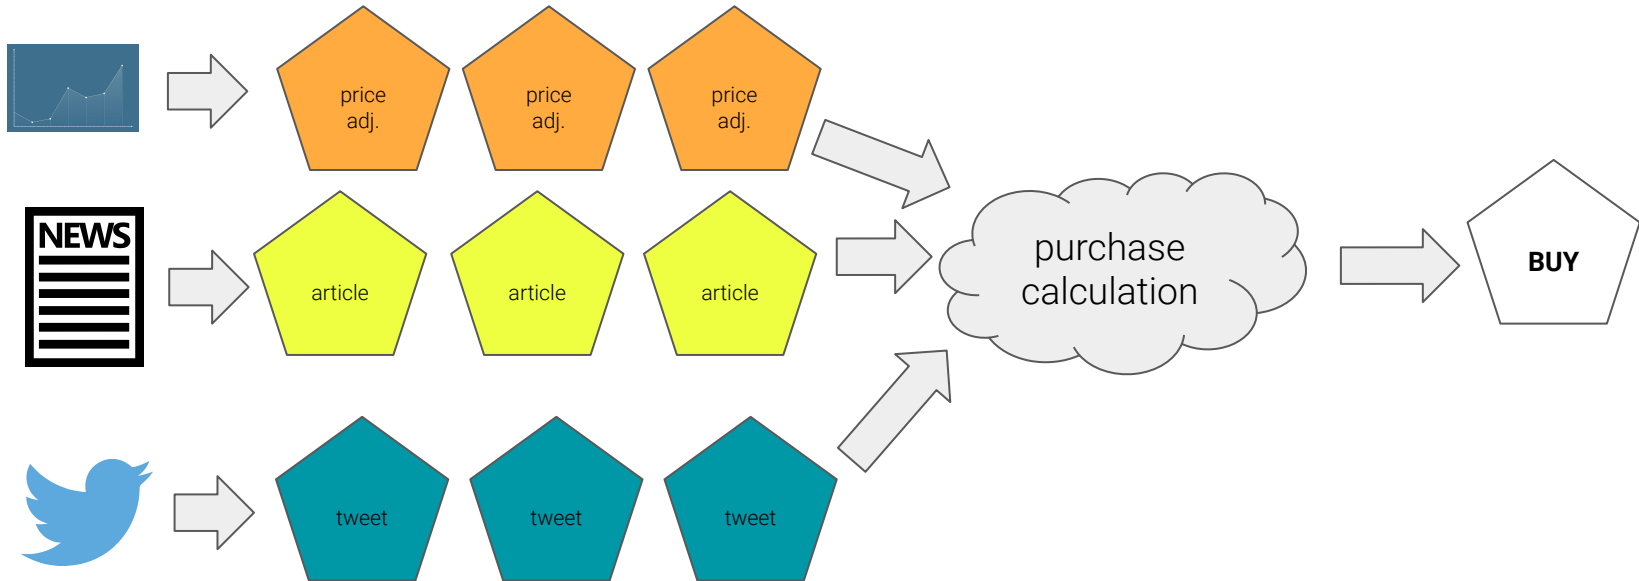 price
adj.
price
adj.
price
adj.
NEWS
article
article
article
purchase
calculation
BUY
tweet
tweet
tweet